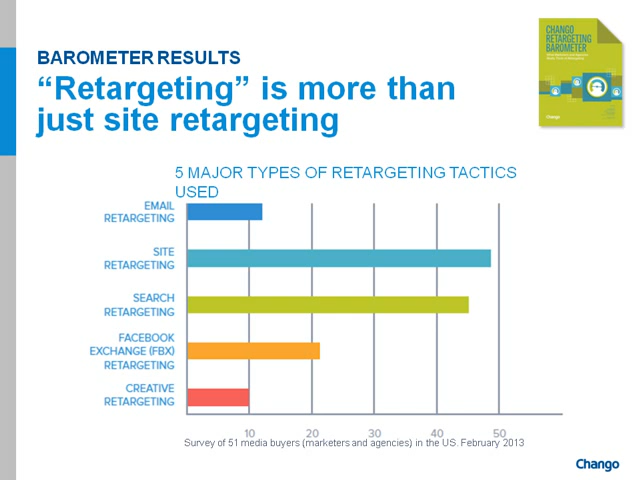 BAROMETER RESULTS
“Retargeting” is more than
just site retargeting
CHANGO
RETARGETING
BAROMETER
Chango
5 MAJOR TYPES OF RETARGETING TACTICS
USED
EMAIL
RETARGETING
SITE
RETARGETING
SEARCH
RETARGETING
FACEBOOK
EXCHANGE (FBX)
RETARGETING
CREATIVE
RETARGETING
10 20 30 40 50
Survey of 51 media buyers (marketers and agencies) in the US. February 2013
Chango